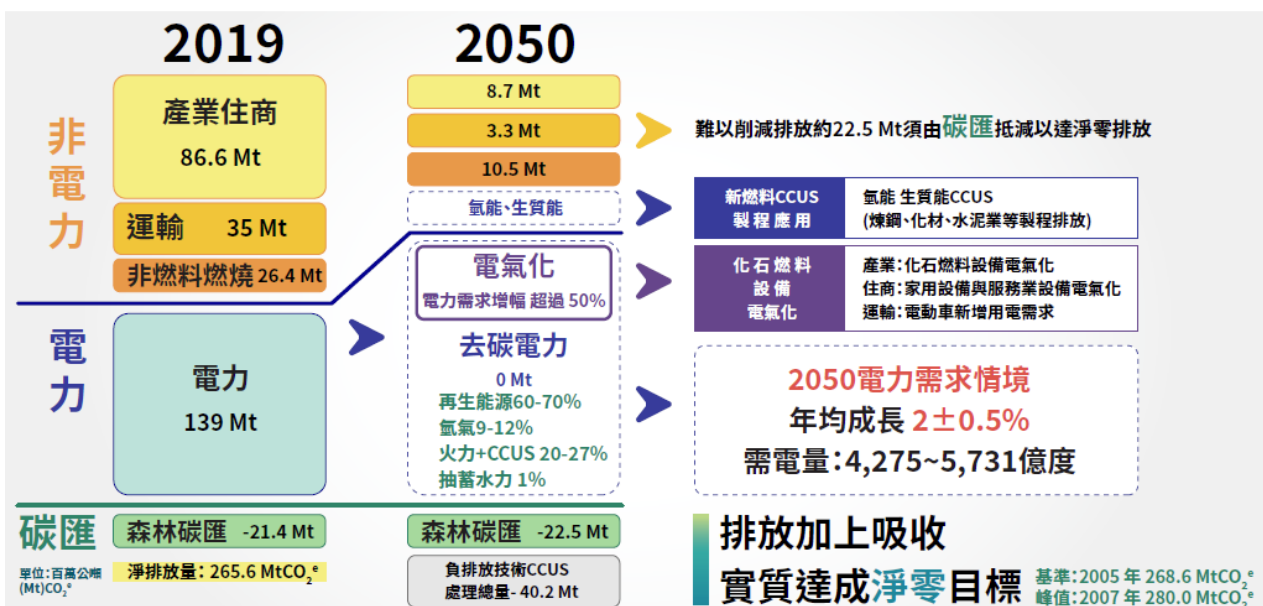 2019
2050
非電力
產業住商
86.6 Mt
運輸 35 Mt
非燃料燃燒 26.4 Mt
8.7 Mt
3.3 Mt
10.5 Mt
氫能、生質能
難以削減排放約22.5 Mt須由碳匯抵減以達淨零排放
新燃料CCUS
製程應用
氫能 生質能CCUS
(煉鋼、化材、水泥業等製程排放)
電力
電力
139 Mt
電氣化
電力需求增幅 超過 50%
去碳電力
0 Mt
再生能源60-70%
氫氣9-12%
火力+CCUS 20-27%
抽蓄水力 1%
化石燃料
設備
電氣化
產業:化石燃料設備電氣化
住商:家用設備與服務業設備電氣化
運輸:電動車新增用電需求
2050電力需求情境
年均成長 2±0.5%
需電量:4,275~5,731億度
碳匯
單位:百萬公噸
(Mt)CO₂ᵉ
森林碳匯 -21.4 Mt
淨排放量: 265.6 MtCO₂ᵉ
森林碳匯 -22.5 Mt
負排放技術CCUS
處理總量- 40.2 Mt
排放加上吸收
實質達成淨零目標
基準:2005 年 268.6 MtCO₂ᵉ
峰值:2007 年 280.0 MtCO₂ᵉ